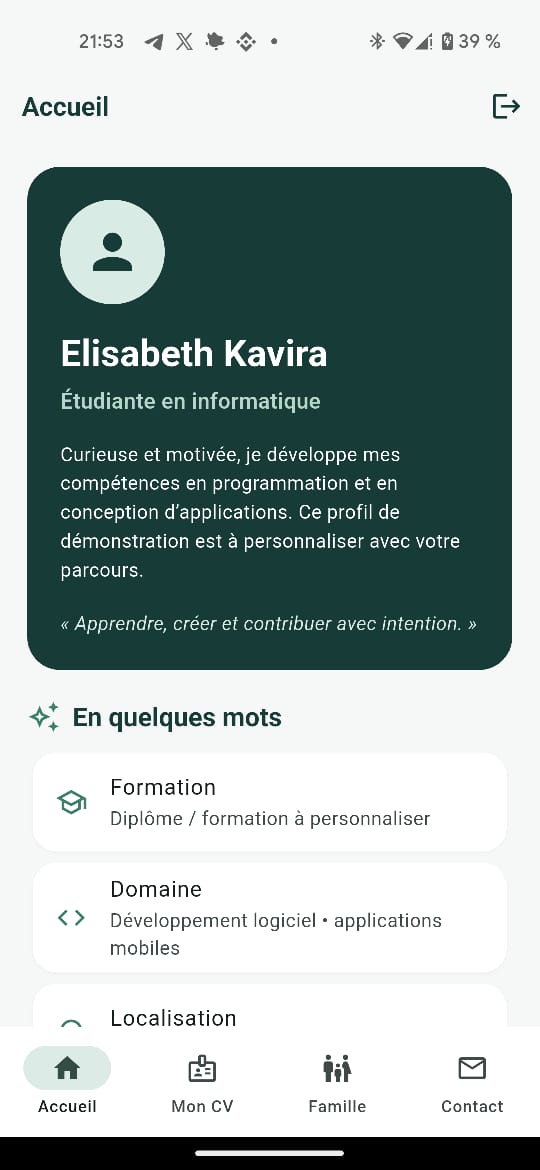 21:53
39 %
Accueil
Elisabeth Kavira
Étudiante en informatique
Curieuse et motivée, je développe mes
compétences en programmation et en
conception d’applications. Ce profil de
démonstration est à personnaliser avec votre
parcours.
« Apprendre, créer et contribuer avec intention. »
En quelques mots
Formation
Diplôme / formation à personnaliser
Domaine
Développement logiciel • applications
mobiles
Localisation
Accueil
Mon CV
Famille
Contact